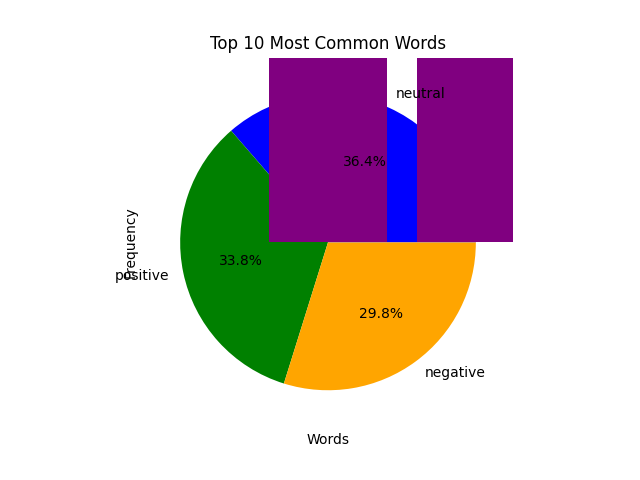 Top 10 Most Common Words
neutral
36.4%
Frequency
33.8%
positive
29.8%
negative
Words